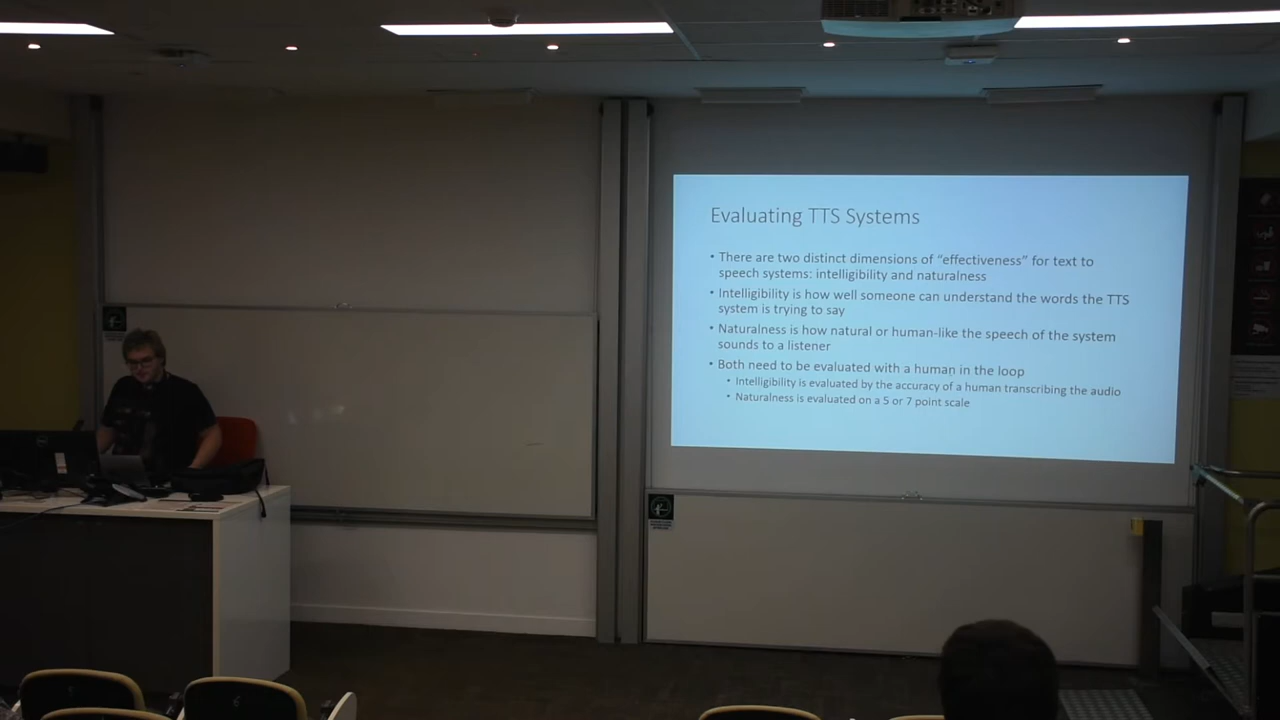 Evaluating TTS Systems
• There are two distinct dimensions of “effectiveness” for text to
speech systems: intelligibility and naturalness
• Intelligibility is how well someone can understand the words the TTS
system is trying to say
• Naturalness is how natural or human-like the speech of the system
sounds to a listener
• Both need to be evaluated with a human in the loop
• Intelligibility is evaluated by the accuracy of a human transcribing the audio
• Naturalness is evaluated on a 5 or 7 point scale